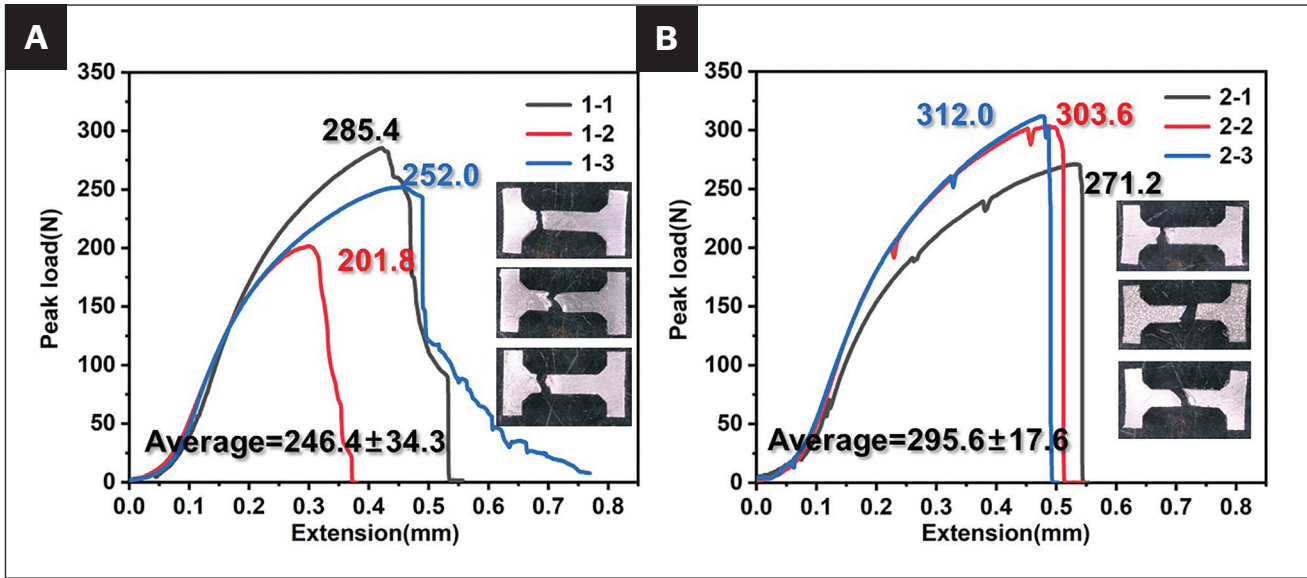 A
350
300
250
200
150
100
50
0
Peak load(N)
0.0 0.1 0.2 0.3 0.4 0.5 0.6 0.7 0.8
Extension(mm)
1-1
1-2
1-3
285.4
252.0
201.8
Average=246.4±34.3
B
350
300
250
200
150
100
50
0
Peak load(N)
0.0 0.1 0.2 0.3 0.4 0.5 0.6 0.7 0.8
Extension(mm)
2-1
2-2
2-3
312.0
303.6
271.2
Average=295.6±17.6